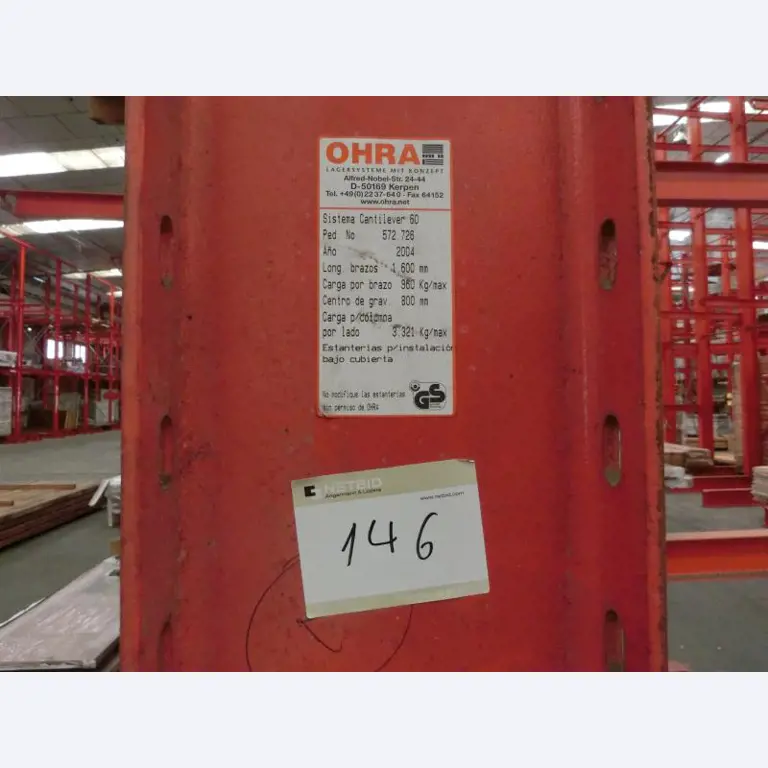 OHRA
LAGERSYSTEME MIT KONZEPT
Alfred-Nobel-Str. 24-44
D-50169 Kerpen
Tel. +49(0)2237-640 · Fax 64152
www.ohra.net
Sistema Cantilever 60
Ped. No 572.726
Año 2004
Long. brazos 1.600 mm
Carga por brazo 360 Kg/max
Centro de grav. 800 mm
Carga p/columna
por lado 3.321 Kg/max
Estanterias p/instalación
bajo cubierta
No modifique las estanterias
sin permiso de OHRA
GS
NETBID
Angermann & Lüders
www.netbid.com
146